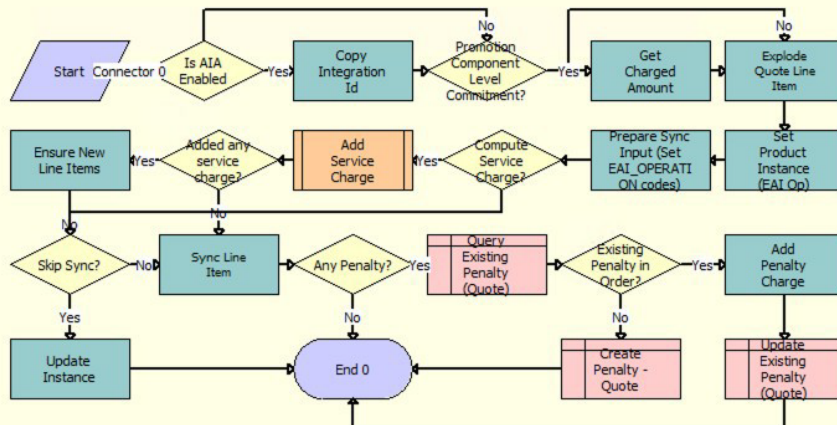 No
No
Start
Connector 0
Is AIA
Enabled
Yes
Copy
Integration
Id
Promotion
Component
Level
Commitment?
Yes
Get
Charged
Amount
Explode
Quote Line
Item
Ensure New
Line Items
Yes
Added any
service
charge?
Add
Service
Charge
Yes
Compute
Service
Charge?
Prepare Sync
Input (Set
EAI_OPERATI
ON codes)
Set
Product
Instance
(EAI Op)
No
No
Skip Sync?
No
Sync Line
Item
Any Penalty?
Yes
Query
Existing
Penalty
(Quote)
Existing
Penalty in
Order?
Yes
Add
Penalty
Charge
Yes
No
No
Update
Instance
End 0
Create
Penalty -
Quote
Update
Existing
Penalty
(Quote)